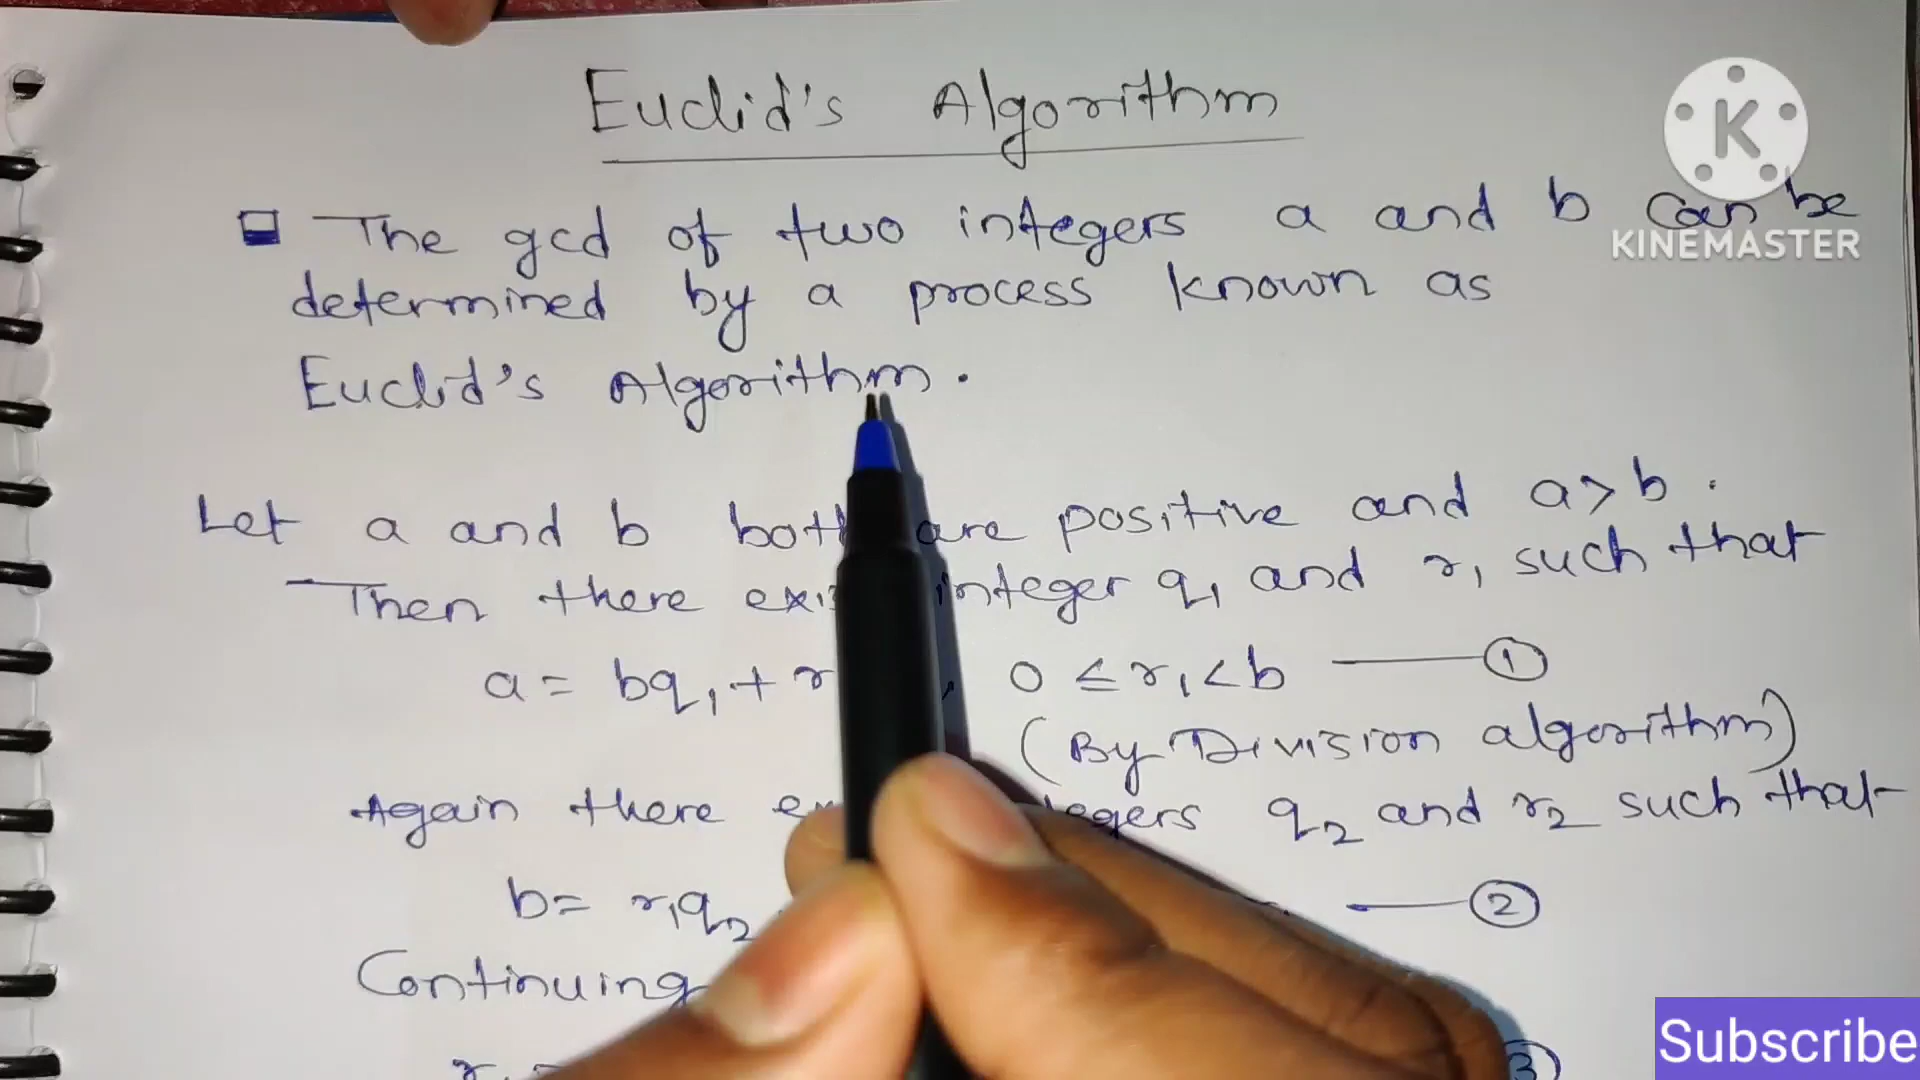 Euclid's Algorithm
The gcd of two integers a and b can be
determined by a process known as
Euclid's Algorithm.
Let a and b both are positive and a > b.
Then there integer q₁ and r₁ such that
a = bq₁ + r , 0 ≤ r₁ < b ①
(By Division algorithm)
Again there q₂ and r₂ such that
b = r₁q₂ ②
Continuing
③
KINEMASTER
Subscribe